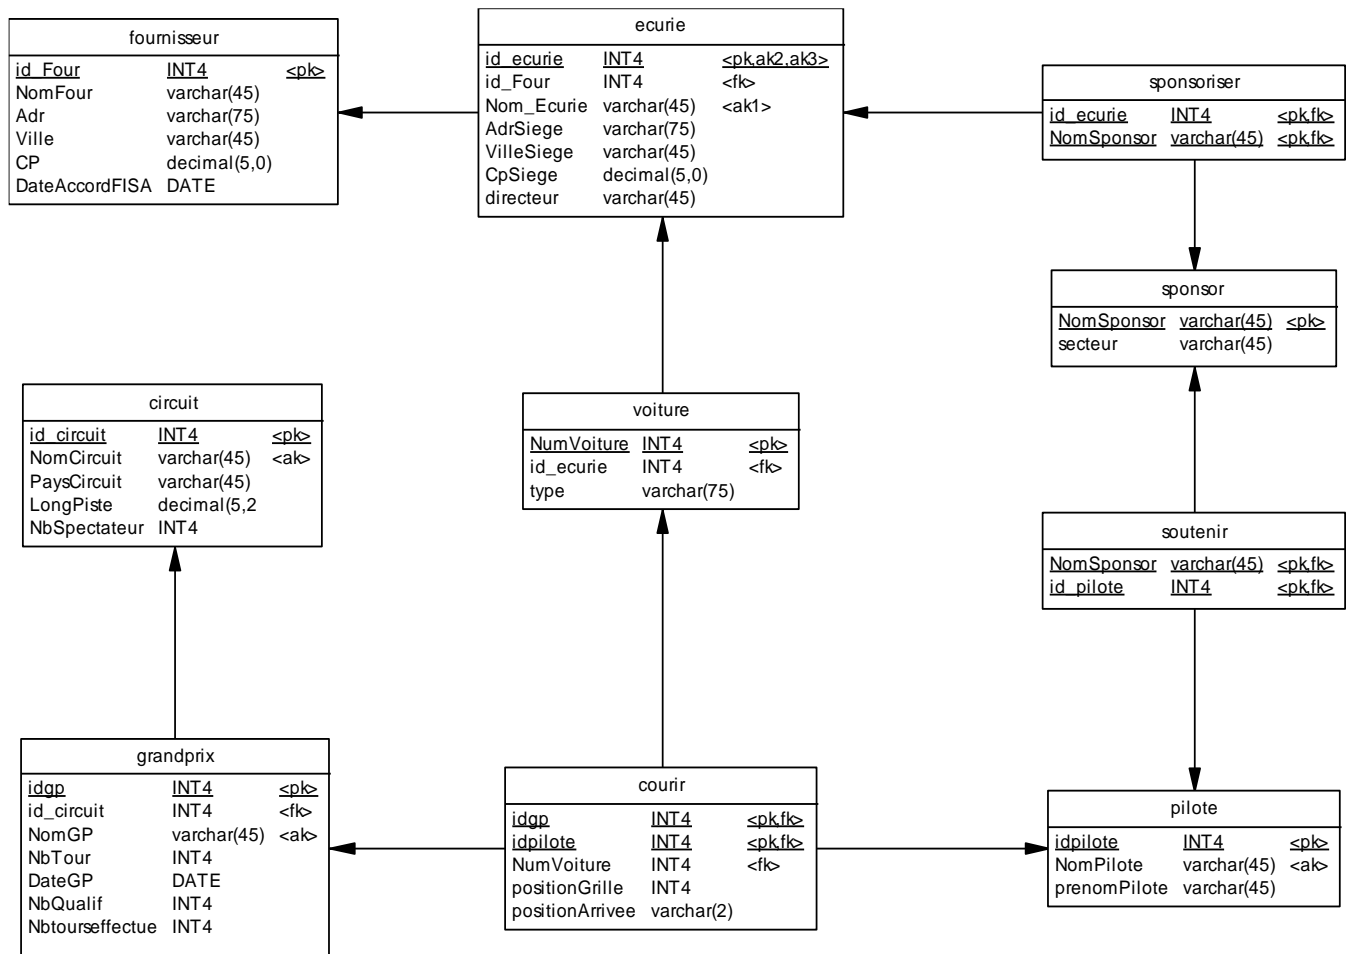 fournisseur
id_Four INT4 <pk>
NomFour varchar(45)
Adr varchar(75)
Ville varchar(45)
CP decimal(5,0)
DateAccordFISA DATE
ecurie
id_ecurie INT4 <pk,ak2,ak3>
id_Four INT4 <fk>
Nom_Ecurie varchar(45) <ak1>
AdrSiege varchar(75)
VilleSiege varchar(45)
CpSiege decimal(5,0)
directeur varchar(45)
sponsoriser
id_ecurie INT4 <pk,fk>
NomSponsor varchar(45) <pk,fk>
sponsor
NomSponsor varchar(45) <pk>
secteur varchar(45)
circuit
id_circuit INT4 <pk>
NomCircuit varchar(45) <ak>
PaysCircuit varchar(45)
LongPiste decimal(5,2
NbSpectateur INT4
voiture
NumVoiture INT4 <pk>
id_ecurie INT4 <fk>
type varchar(75)
soutenir
NomSponsor varchar(45) <pk,fk>
id_pilote INT4 <pk,fk>
grandprix
idgp INT4 <pk>
id_circuit INT4 <fk>
NomGP varchar(45) <ak>
NbTour INT4
DateGP DATE
NbQualif INT4
Nbtourseffectue INT4
courir
idgp INT4 <pk,fk>
idpilote INT4 <pk,fk>
NumVoiture INT4 <fk>
positionGrille INT4
positionArrivee varchar(2)
pilote
idpilote INT4 <pk>
NomPilote varchar(45) <ak>
prenomPilote varchar(45)